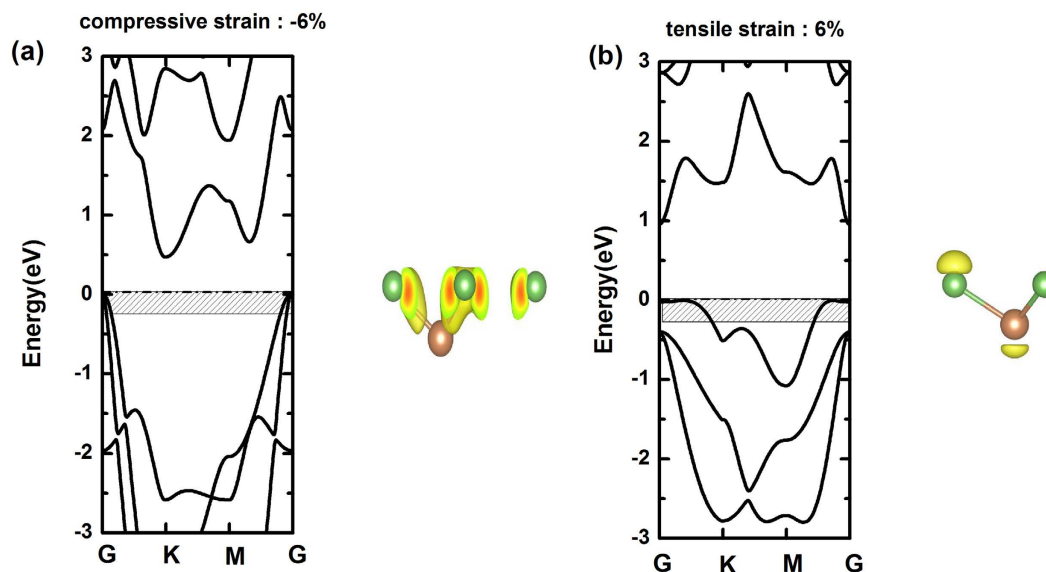 compressive strain : -6%
(a)
3
2
1
0
-1
-2
-3
Energy(eV)
G K M G
tensile strain : 6%
(b)
3
2
1
0
-1
-2
-3
Energy(eV)
G K M G